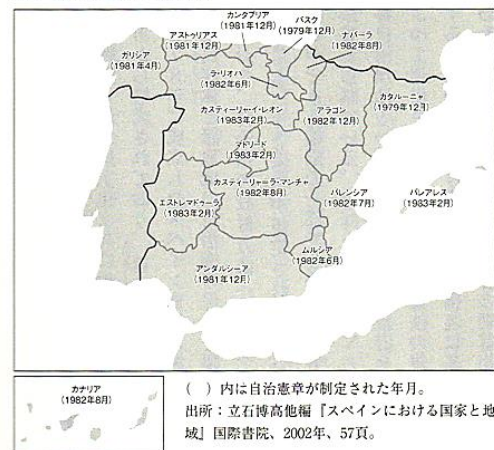 カンタブリア
(1981年12月)
バスク
(1979年12月)
アストゥリアス
(1981年12月)
ナバーラ
(1982年8月)
ガリシア
(1981年4月)
ラ・リオハ
(1982年6月)
カタルーニャ
(1979年12月)
カスティーリャ・イ・レオン
(1983年2月)
アラゴン
(1982年12月)
マドリード
(1983年2月)
カスティーリャ-ラ・マンチャ
(1982年8月)
エストレマドゥーラ
(1983年2月)
バレンシア
(1982年7月)
バレアレス
(1983年2月)
ムルシア
(1982年6月)
アンダルシーア
(1981年12月)
カナリア
(1982年8月)
( )内は自治憲章が制定された年月。
出所：立石博高他編『スペインにおける国家と地
域』国際書院、2002年、57頁。